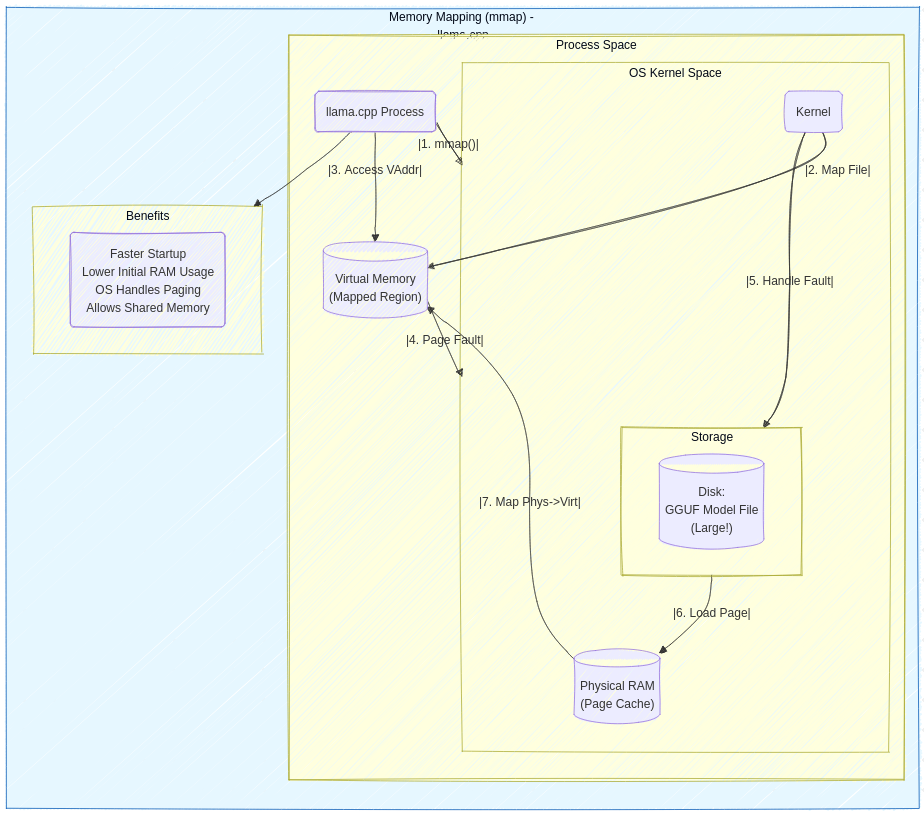 Memory Mapping (mmap) -
llama.cpp
Process Space
OS Kernel Space
llama.cpp Process
Kernel
|1. mmap()|
|3. Access VAddr|
|2. Map File|
Benefits
Faster Startup
Lower Initial RAM Usage
OS Handles Paging
Allows Shared Memory
Virtual Memory
(Mapped Region)
|5. Handle Fault|
|4. Page Fault|
Storage
Disk:
GGUF Model File
(Large!)
|7. Map Phys->Virt|
|6. Load Page|
Physical RAM
(Page Cache)